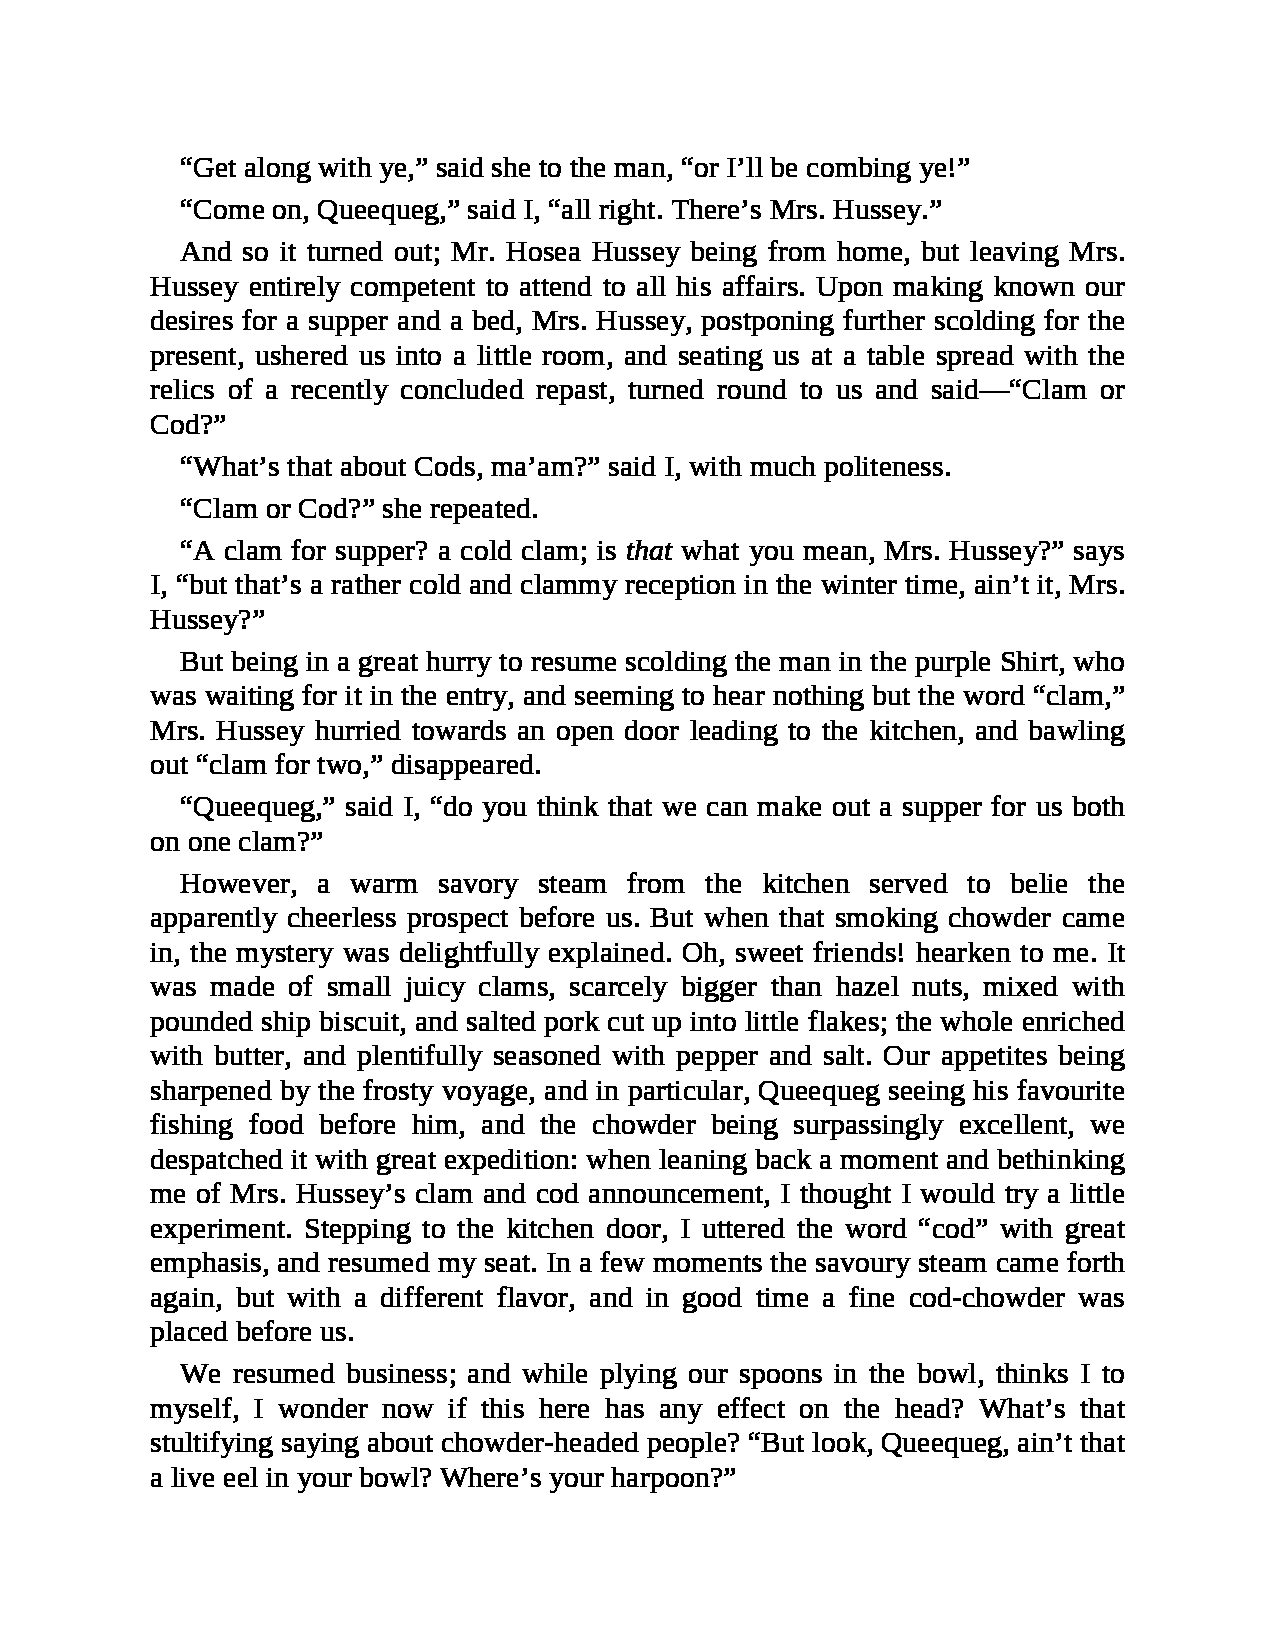 “Get along with ye,” said she to the man, “or I’ll be combing ye!”
“Come on, Queequeg,” said I, “all right. There’s Mrs. Hussey.”
And so it turned out; Mr. Hosea Hussey being from home, but leaving Mrs.
Hussey entirely competent to attend to all his affairs. Upon making known our
desires for a supper and a bed, Mrs. Hussey, postponing further scolding for the
present, ushered us into a little room, and seating us at a table spread with the
relics of a recently concluded repast, turned round to us and said—“Clam or
Cod?”
“What’s that about Cods, ma’am?” said I, with much politeness.
“Clam or Cod?” she repeated.
“A clam for supper? a cold clam; is that what you mean, Mrs. Hussey?” says
I, “but that’s a rather cold and clammy reception in the winter time, ain’t it, Mrs.
Hussey?”
But being in a great hurry to resume scolding the man in the purple Shirt, who
was waiting for it in the entry, and seeming to hear nothing but the word “clam,”
Mrs. Hussey hurried towards an open door leading to the kitchen, and bawling
out “clam for two,” disappeared.
“Queequeg,” said I, “do you think that we can make out a supper for us both
on one clam?”
However, a warm savory steam from the kitchen served to belie the
apparently cheerless prospect before us. But when that smoking chowder came
in, the mystery was delightfully explained. Oh, sweet friends! hearken to me. It
was made of small juicy clams, scarcely bigger than hazel nuts, mixed with
pounded ship biscuit, and salted pork cut up into little flakes; the whole enriched
with butter, and plentifully seasoned with pepper and salt. Our appetites being
sharpened by the frosty voyage, and in particular, Queequeg seeing his favourite
fishing food before him, and the chowder being surpassingly excellent, we
despatched it with great expedition: when leaning back a moment and bethinking
me of Mrs. Hussey’s clam and cod announcement, I thought I would try a little
experiment. Stepping to the kitchen door, I uttered the word “cod” with great
emphasis, and resumed my seat. In a few moments the savoury steam came forth
again, but with a different flavor, and in good time a fine cod-chowder was
placed before us.
We resumed business; and while plying our spoons in the bowl, thinks I to
myself, I wonder now if this here has any effect on the head? What’s that
stultifying saying about chowder-headed people? “But look, Queequeg, ain’t that
a live eel in your bowl? Where’s your harpoon?”